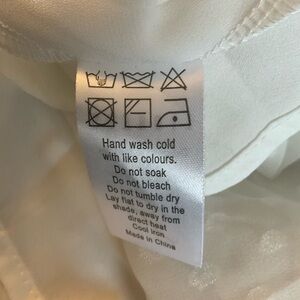 Hand wash cold
with like colours.
Do not soak
Do not bleach
Do not tumble dry
Lay flat to dry in the
shade, away from
direct heat
Cool iron
Made in China